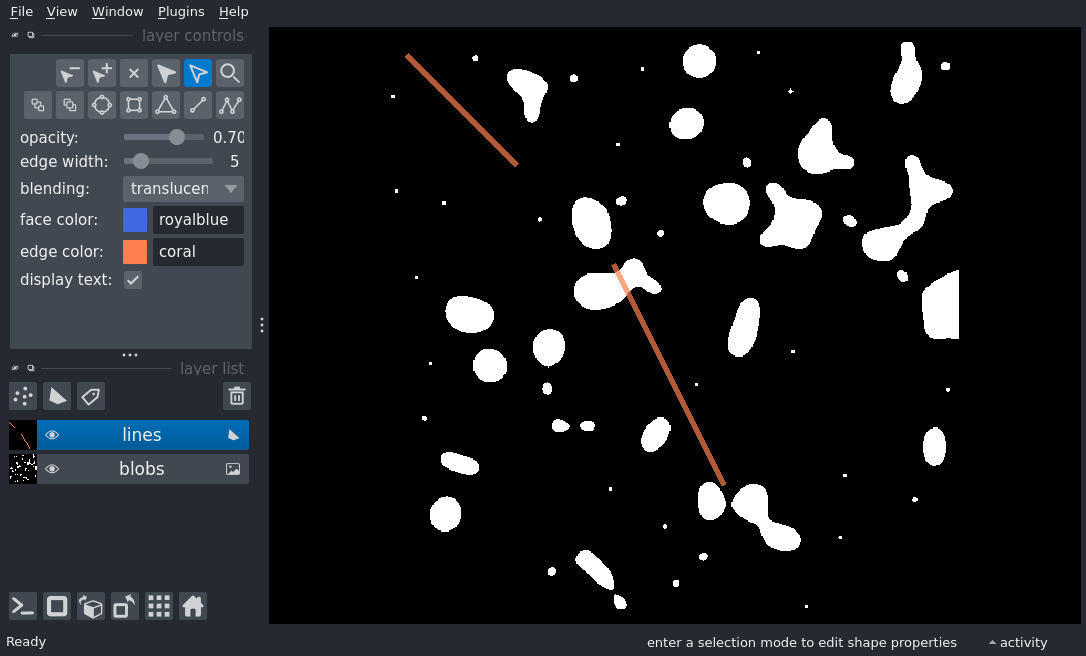 File View Window Plugins Help
layer controls
opacity: 0.70
edge width: 5
blending: translucen
face color: royalblue
edge color: coral
display text:
layer list
lines
blobs
Ready enter a selection mode to edit shape properties activity